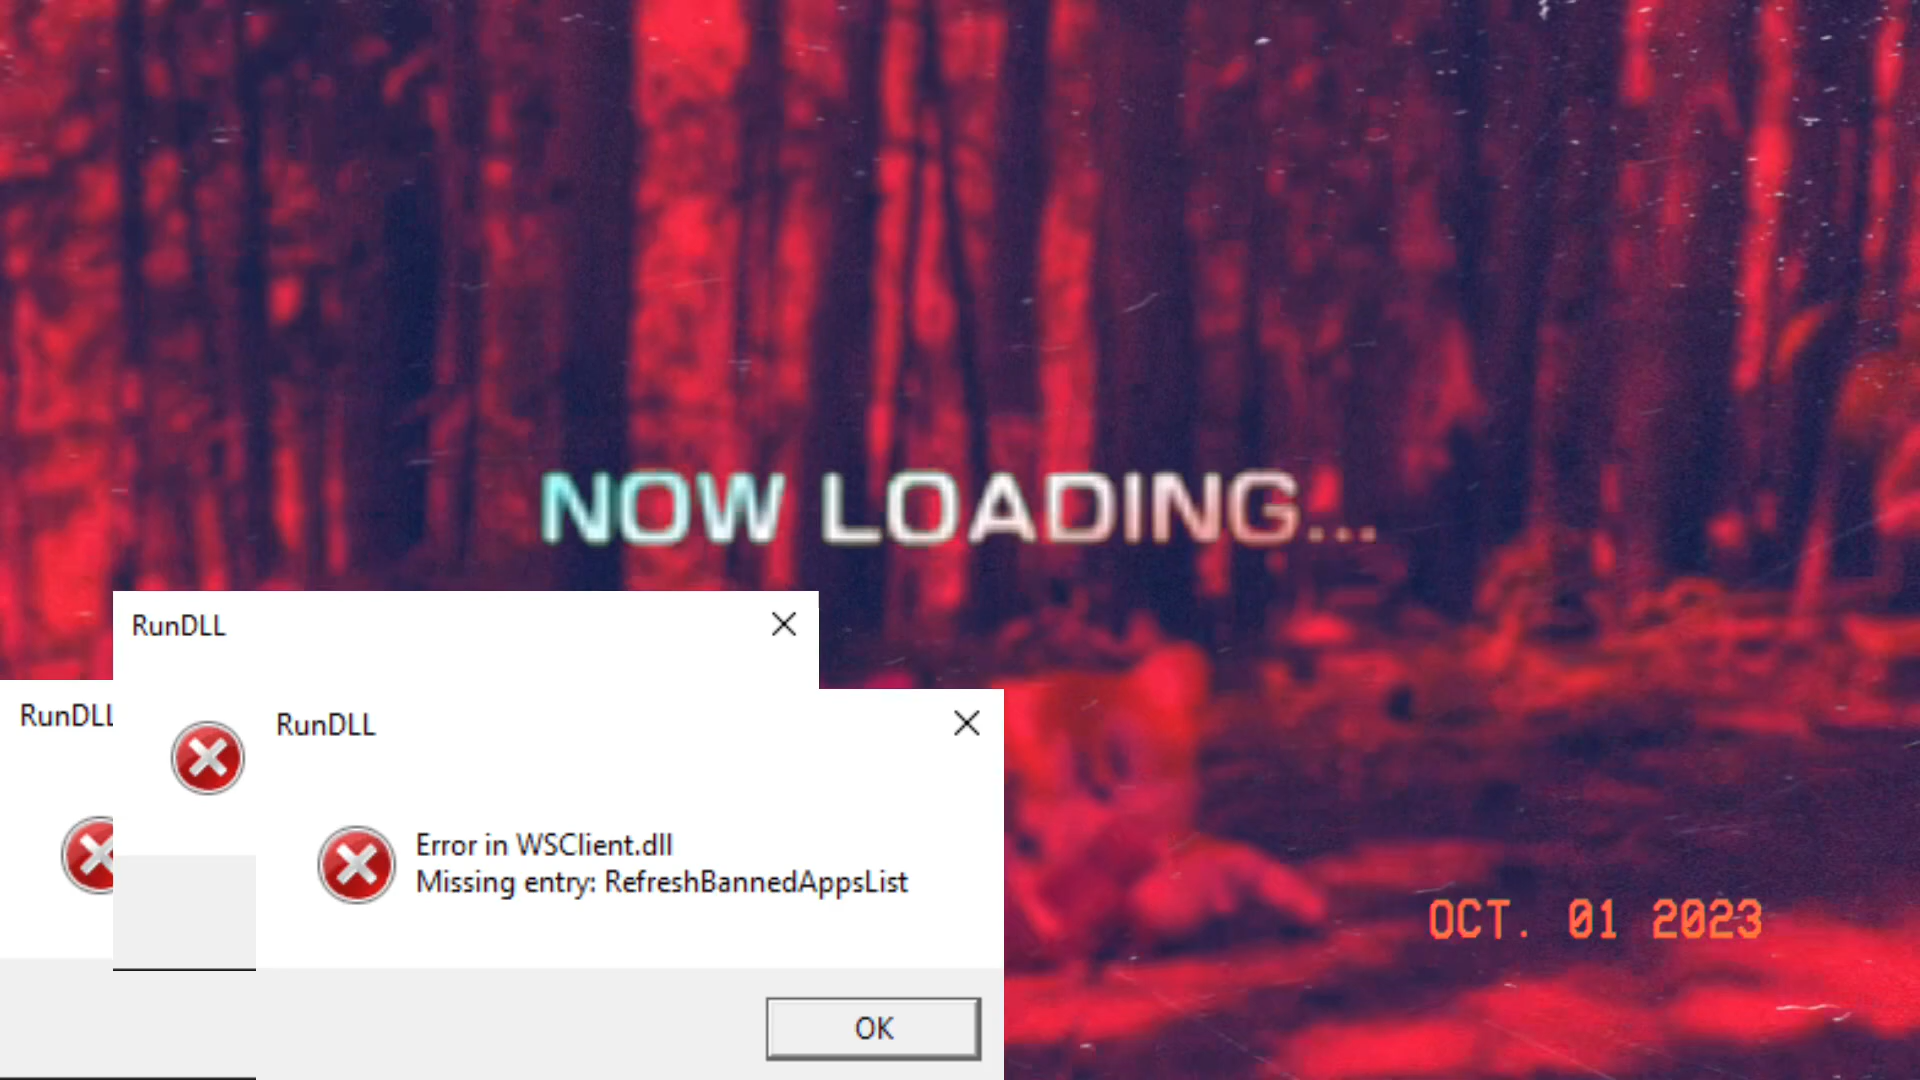 NOW LOADING...
RunDLL
RunDLL
RunDLL
Error in WSClient.dll
Missing entry: RefreshBannedAppsList
OK
OCT. 01 2023